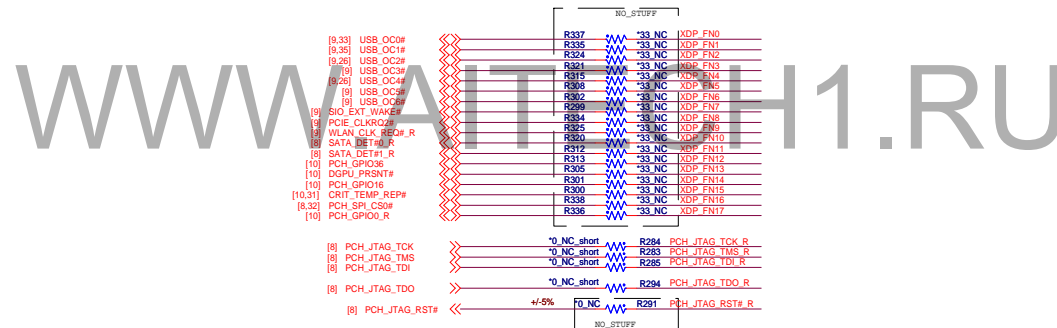 NO_STUFF
[9,33] USB_OC0# R337 *33_NC XDP_FN0
[9,35] USB_OC1# R335 *33_NC XDP_FN1
[9,26] USB_OC2# R324 *33_NC XDP_FN2
[9] USB_OC3# R321 *33_NC XDP_FN3
[9,26] USB_OC4# R315 *33_NC XDP_FN4
[9] USB_OC5# R308 *33_NC XDP_FN5
[9] USB_OC6# R302 *33_NC XDP_FN6
[9] SIO_EXT_WAKE# R299 *33_NC XDP_FN7
[9] PCIE_CLKRQ2# R334 *33_NC XDP_FN8
[9] WLAN_CLK_REQ#_R R325 *33_NC XDP_FN9
[8] SATA_DET#0_R R320 *33_NC XDP_FN10
[8] SATA_DET#1_R R312 *33_NC XDP_FN11
[10] PCH_GPIO36 R313 *33_NC XDP_FN12
[10] DGPU_PRSNT# R305 *33_NC XDP_FN13
[10] PCH_GPIO16 R301 *33_NC XDP_FN14
[10,31] CRIT_TEMP_REP# R300 *33_NC XDP_FN15
[8,32] PCH_SPI_CS0# R338 *33_NC XDP_FN16
[10] PCH_GPIO0_R R336 *33_NC XDP_FN17
WWW.AITECH1.RU
[8] PCH_JTAG_TCK *0_NC_short R284 PCH_JTAG_TCK_R
[8] PCH_JTAG_TMS *0_NC_short R283 PCH_JTAG_TMS_R
[8] PCH_JTAG_TDI *0_NC_short R285 PCH_JTAG_TDI_R
[8] PCH_JTAG_TDO *0_NC_short R294 PCH_JTAG_TDO_R
[8] PCH_JTAG_RST# +/-5% *0_NC R291 PCH_JTAG_RST#_R
NO_STUFF